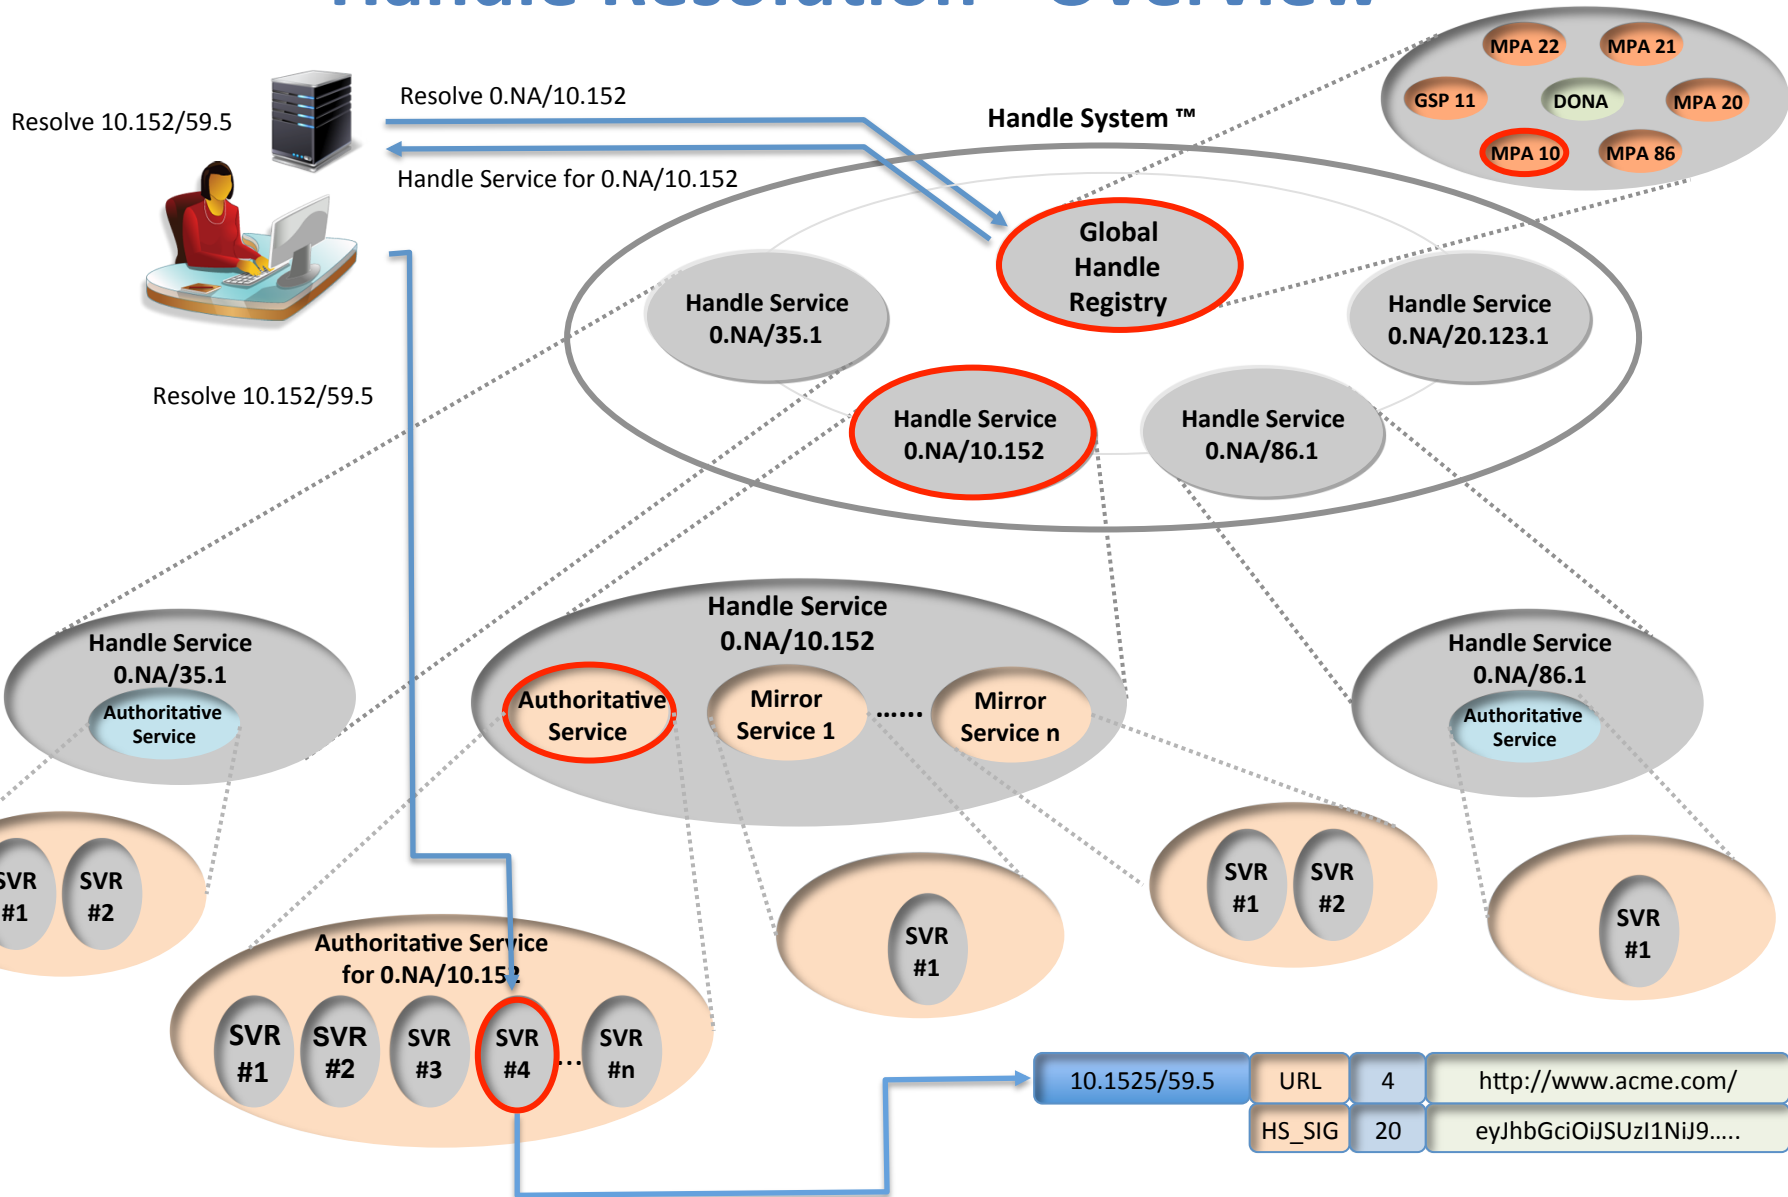 Handle Resolution - Overview
Resolve 10.152/59.5
Resolve 0.NA/10.152
Handle Service for 0.NA/10.152
Resolve 10.152/59.5
Handle System ™
MPA 22
MPA 21
GSP 11
DONA
MPA 20
MPA 10
MPA 86
Global
Handle
Registry
Handle Service
0.NA/35.1
Handle Service
0.NA/20.123.1
Handle Service
0.NA/10.152
Handle Service
0.NA/86.1
Handle Service
0.NA/35.1
Authoritative
Service
Handle Service
0.NA/10.152
Authoritative
Service
Mirror
Service 1
......
Mirror
Service n
Handle Service
0.NA/86.1
Authoritative
Service
SVR
#1
SVR
#2
Authoritative Service
for 0.NA/10.152
SVR
#1
SVR
#2
SVR
#3
SVR
#4
...
SVR
#n
SVR
#1
SVR
#1
SVR
#2
SVR
#1
10.1525/59.5
URL
4
http://www.acme.com/
HS_SIG
20
eyJhbGciOiJSUzI1NiJ9.....